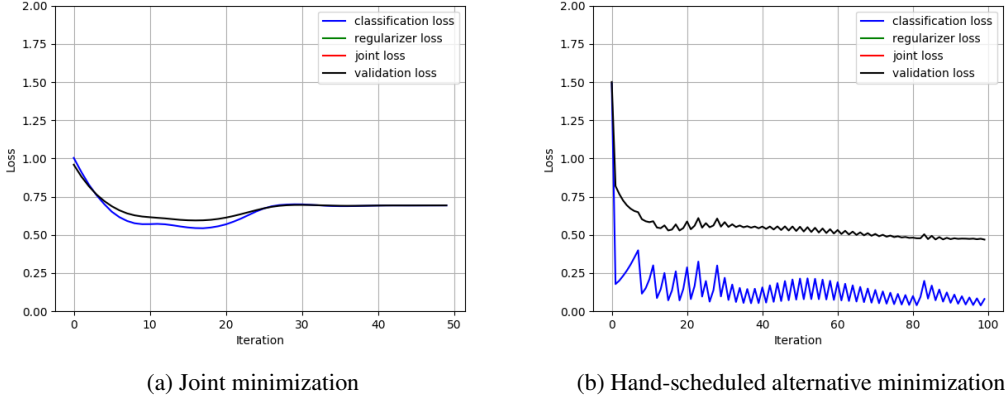 2.00
1.75
1.50
1.25
1.00
0.75
0.50
0.25
0.00
Loss
0 10 20 30 40 50
Iteration
classification loss
regularizer loss
joint loss
validation loss
(a) Joint minimization
2.00
1.75
1.50
1.25
1.00
0.75
0.50
0.25
0.00
Loss
0 20 40 60 80 100
Iteration
classification loss
regularizer loss
joint loss
validation loss
(b) Hand-scheduled alternative minimization